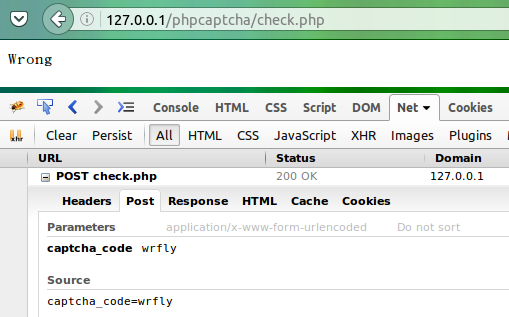 127.0.0.1/phpcaptcha/check.php
Wrong
Console HTML CSS Script DOM Net Cookies
xhr Clear Persist All HTML CSS JavaScript XHR Images Plugins
URL Status Domain
POST check.php 200 OK 127.0.0.1
Headers Post Response HTML Cache Cookies
Parameters application/x-www-form-urlencoded Do not sort
captcha_code wrfly
Source
captcha_code=wrfly